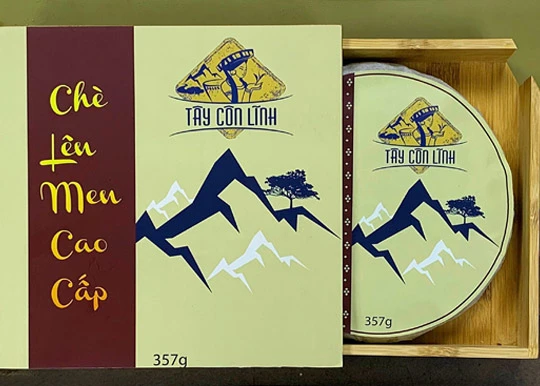 Chè
Lên
Men
Cao
Cấp
TÂY CÔN LĨNH
357g
TÂY CÔN LĨNH
357g